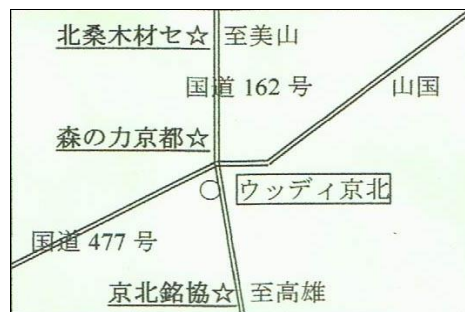 北桑木材セ☆ 至美山
国道 162 号 山国
森の力京都☆
ウッディ京北
国道 477 号
京北銘協☆ 至高雄